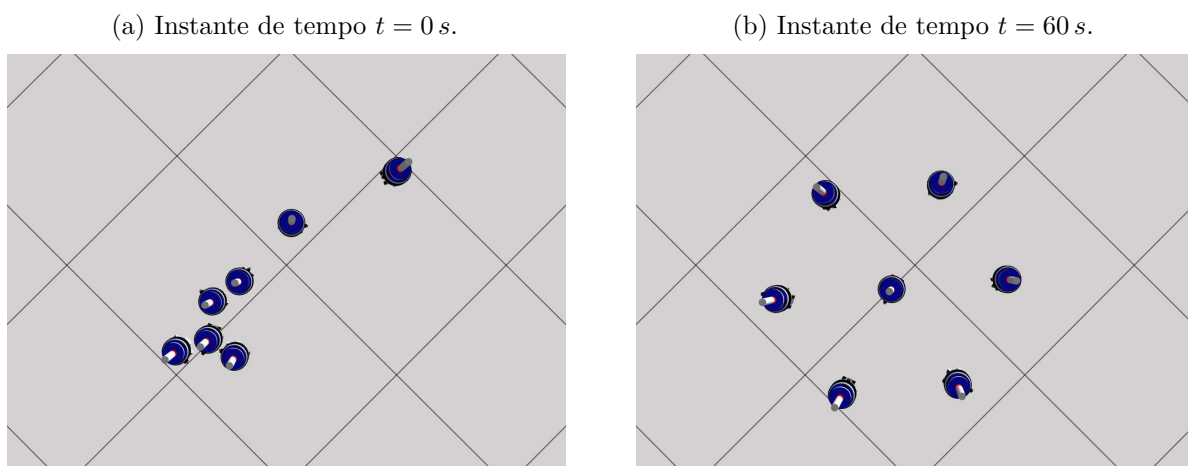 (a) Instante de tempo t = 0 s.
(b) Instante de tempo t = 60 s.